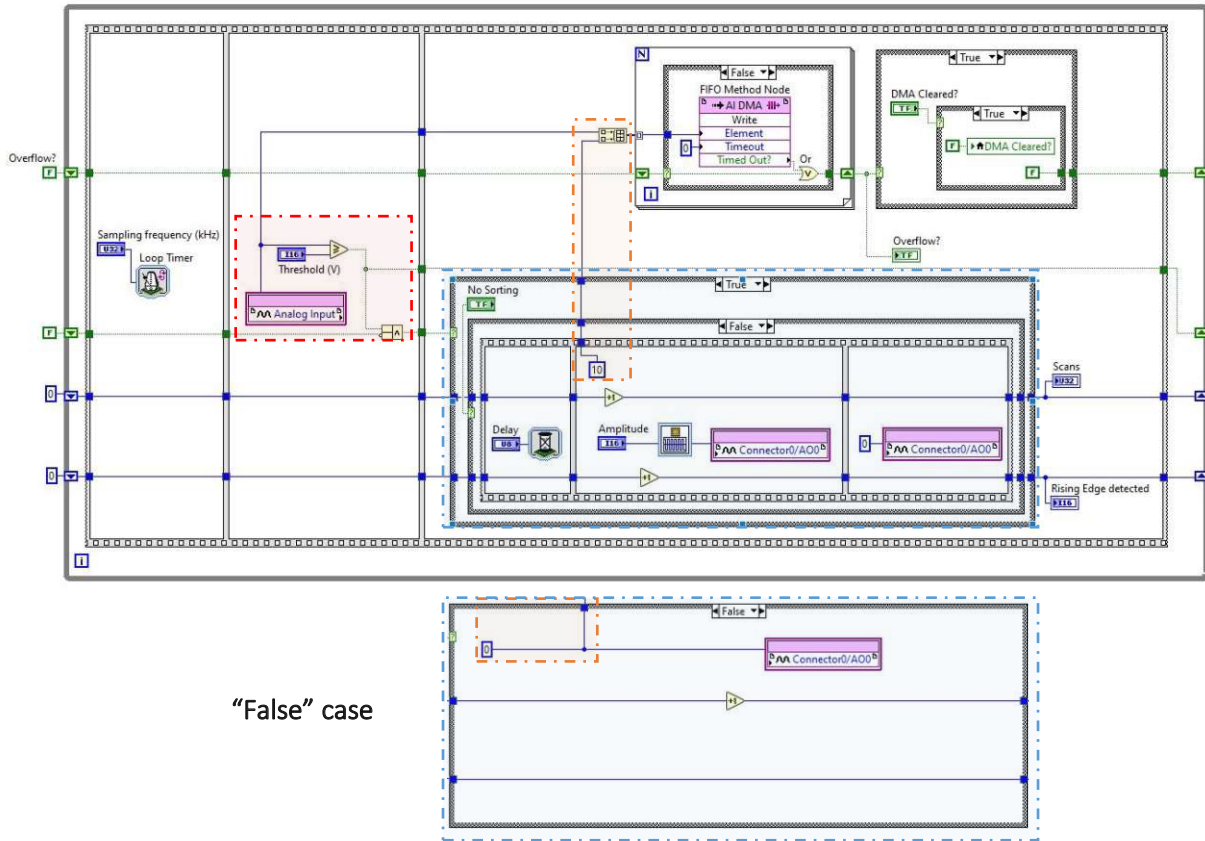 N
True
False
FIFO Method Node
DMA Cleared?
TF
AI DMA
True
Write
Element
F
DMA Cleared?
0
Timeout
Overflow?
Timed Out?
Or
F
F
i
Sampling frequency (kHz)
Overflow?
U32
I16
TF
Loop Timer
Threshold (V)
No Sorting
True
Analog Input
TF
F
False
10
Scans
0
+1
U32
Delay
Amplitude
U8
I16
Connector0/AO0
0
Connector0/AO0
0
+1
Rising Edge detected
I16
i
False
0
Connector0/AO0
“False” case
+1